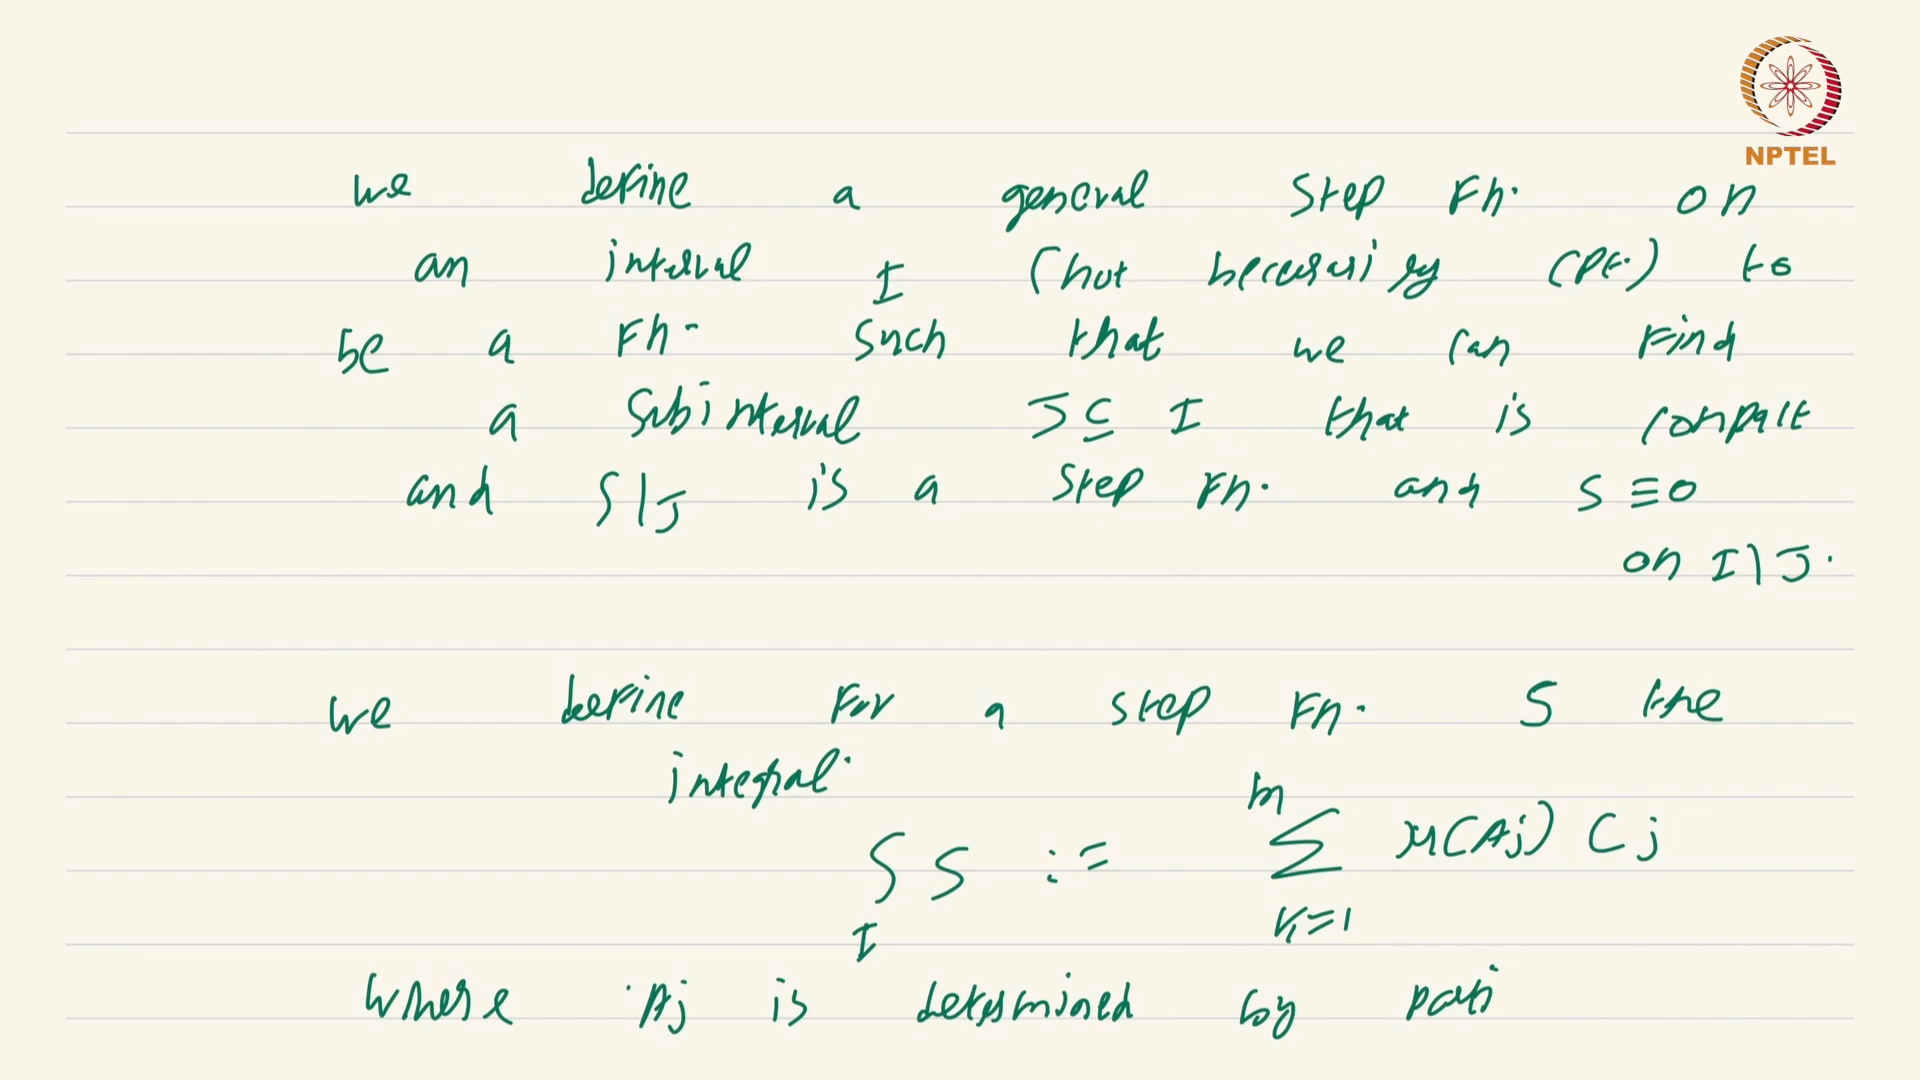 NPTEL
we define a general step Fn. on
an interval I (not necessarily cpt.) to
be a Fn. such that we can Find
a subinterval J ⊆ I that is compact
and S|J is a step Fn. and S ≡ 0
on I \ J.
we define For a step Fn. S the
integral.
∫_I S := ∑_{k=1}^{m} μ(Aj) Cj
where Aj is determined by parti